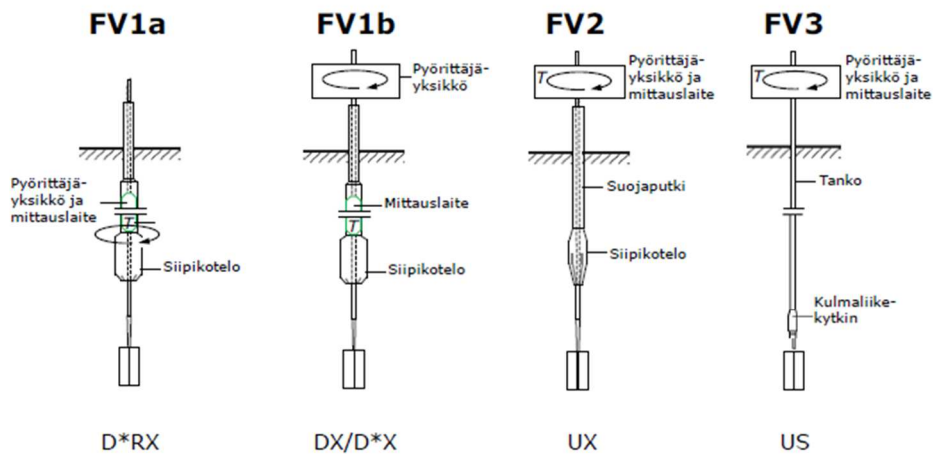 FV1a
FV1b
FV2
FV3
Pyörittäjä-
yksikkö
T
Pyörittäjä-
yksikkö ja
mittauslaite
T
Pyörittäjä-
yksikkö ja
mittauslaite
Pyörittäjä-
yksikkö ja
mittauslaite
T
Siipikotelo
Mittauslaite
T
Siipikotelo
Suojaputki
Siipikotelo
Tanko
Kulmaliike-
kytkin
D*RX
DX/D*X
UX
US